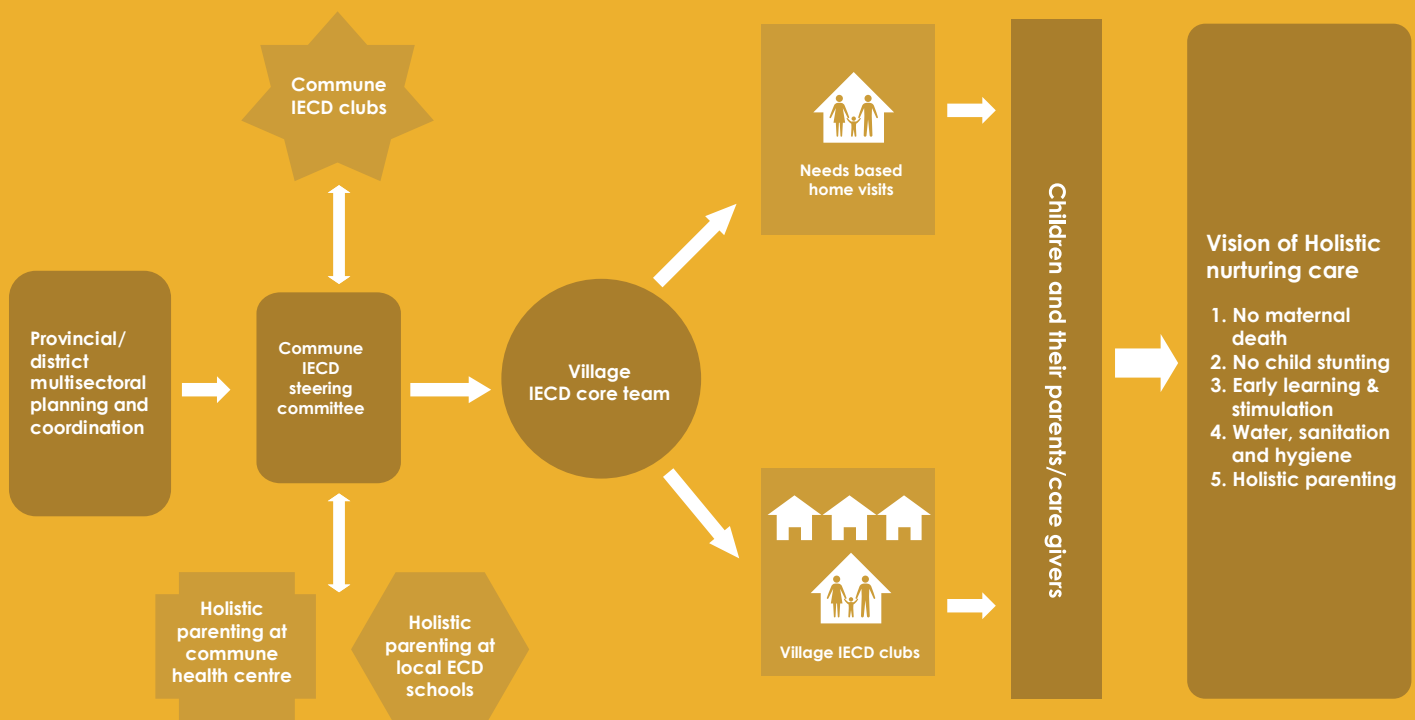 Commune
IECD clubs
Provincial/
district
multisectoral
planning and
coordination
Commune
IECD
steering
committee
Holistic
parenting at
commune
health centre
Holistic
parenting at
local ECD
schools
Village
IECD core team
Needs based
home visits
Village IECD clubs
Children and their parents/care givers
Vision of Holistic
nurturing care
1. No maternal
death
2. No child stunting
3. Early learning &
stimulation
4. Water, sanitation
and hygiene
5. Holistic parenting